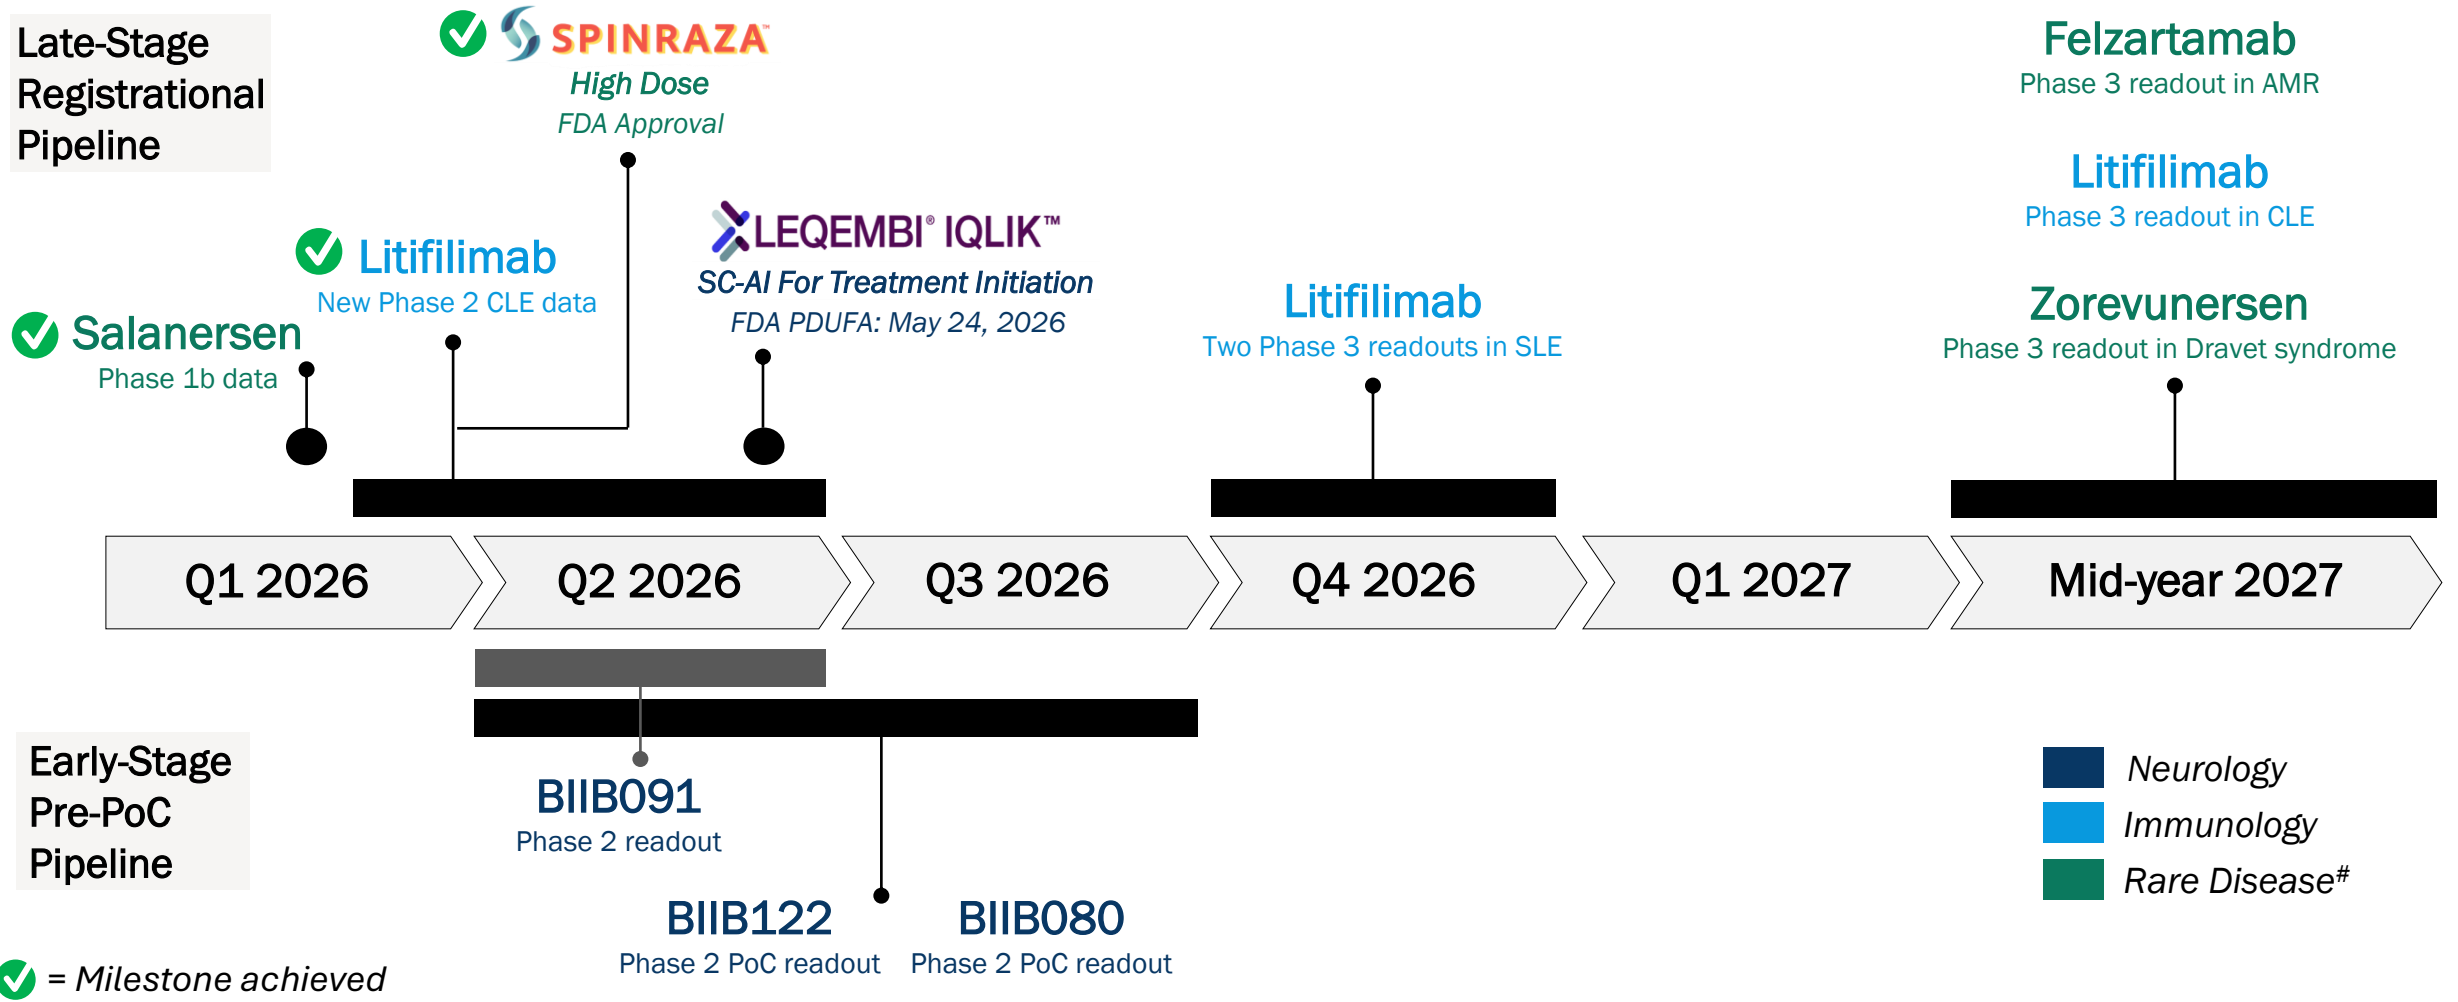 Late-Stage
Registrational
Pipeline
SPINRAZA™
High Dose
FDA Approval
Felzartamab
Phase 3 readout in AMR
Litifilimab
Phase 3 readout in CLE
LEQEMBI® IQLIK™
SC-AI For Treatment Initiation
FDA PDUFA: May 24, 2026
Litifilimab
New Phase 2 CLE data
Litifilimab
Two Phase 3 readouts in SLE
Zorevunersen
Phase 3 readout in Dravet syndrome
Salanersen
Phase 1b data
Q1 2026
Q2 2026
Q3 2026
Q4 2026
Q1 2027
Mid-year 2027
Early-Stage
Pre-PoC
Pipeline
BIIB091
Phase 2 readout
BIIB122
Phase 2 PoC readout
BIIB080
Phase 2 PoC readout
Neurology
Immunology
Rare Disease#
= Milestone achieved